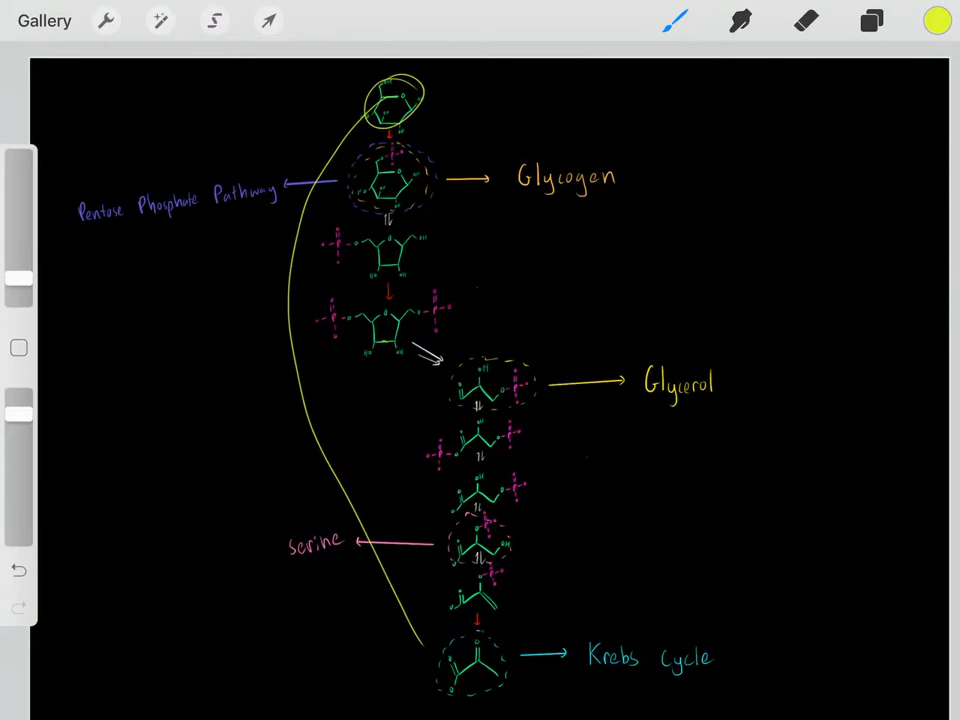 Gallery
Glycogen
Pentose Phosphate Pathway
Glycerol
Serine
Krebs cycle